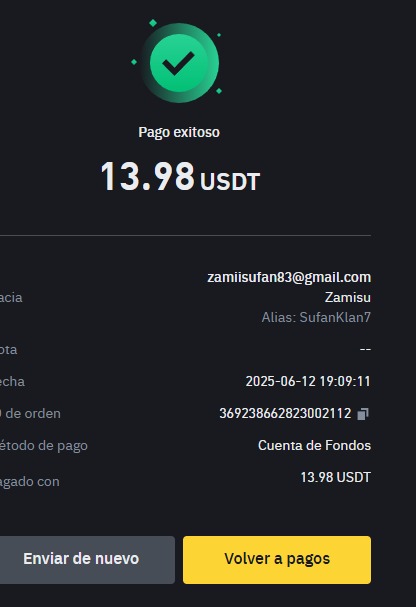 Pago exitoso
13.98 USDT
zamiisufan83@gmail.com
acia Zamisu
Alias: SufanKlan7
ota --
echa 2025-06-12 19:09:11
de orden 369238662823002112
étodo de pago Cuenta de Fondos
agado con 13.98 USDT
Enviar de nuevo Volver a pagos